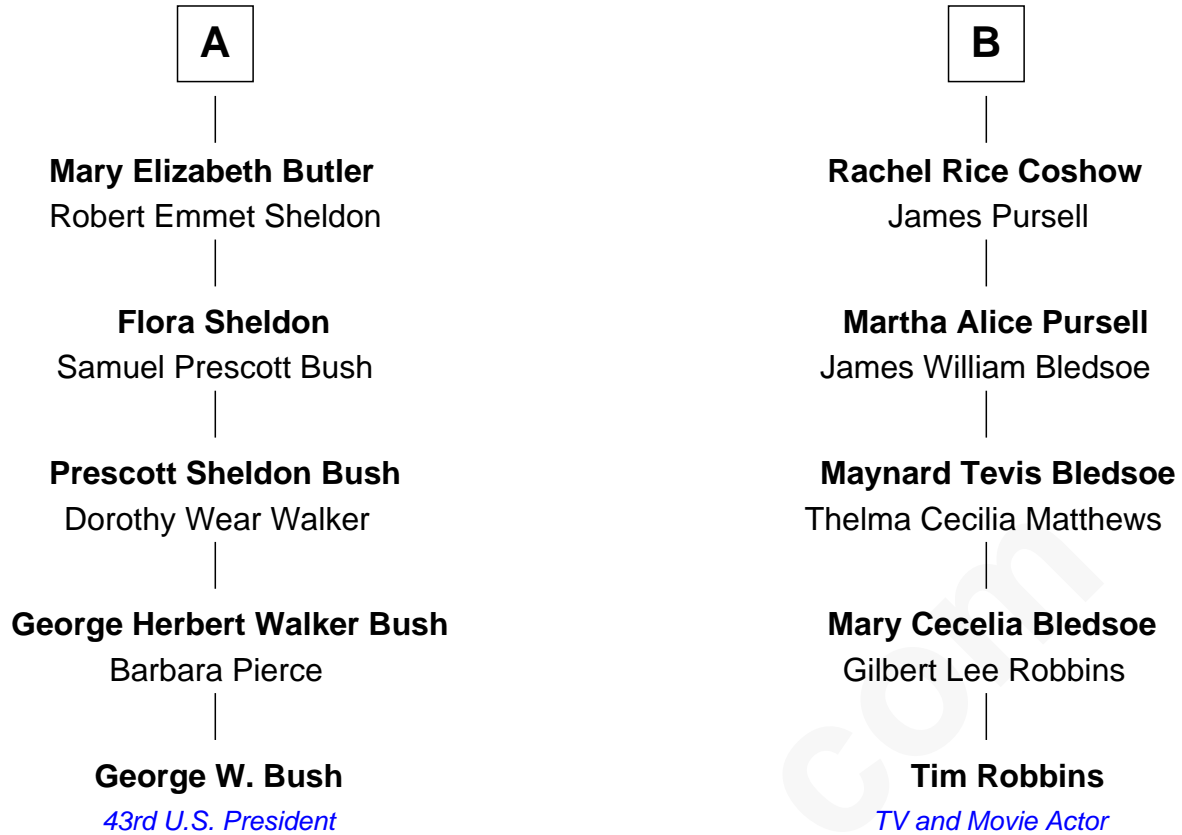 A
Mary Elizabeth Butler
Robert Emmet Sheldon
Flora Sheldon
Samuel Prescott Bush
Prescott Sheldon Bush
Dorothy Wear Walker
George Herbert Walker Bush
Barbara Pierce
George W. Bush
43rd U.S. President
B
Rachel Rice Coshow
James Pursell
Martha Alice Pursell
James William Bledsoe
Maynard Tevis Bledsoe
Thelma Cecilia Matthews
Mary Cecelia Bledsoe
Gilbert Lee Robbins
Tim Robbins
TV and Movie Actor
com